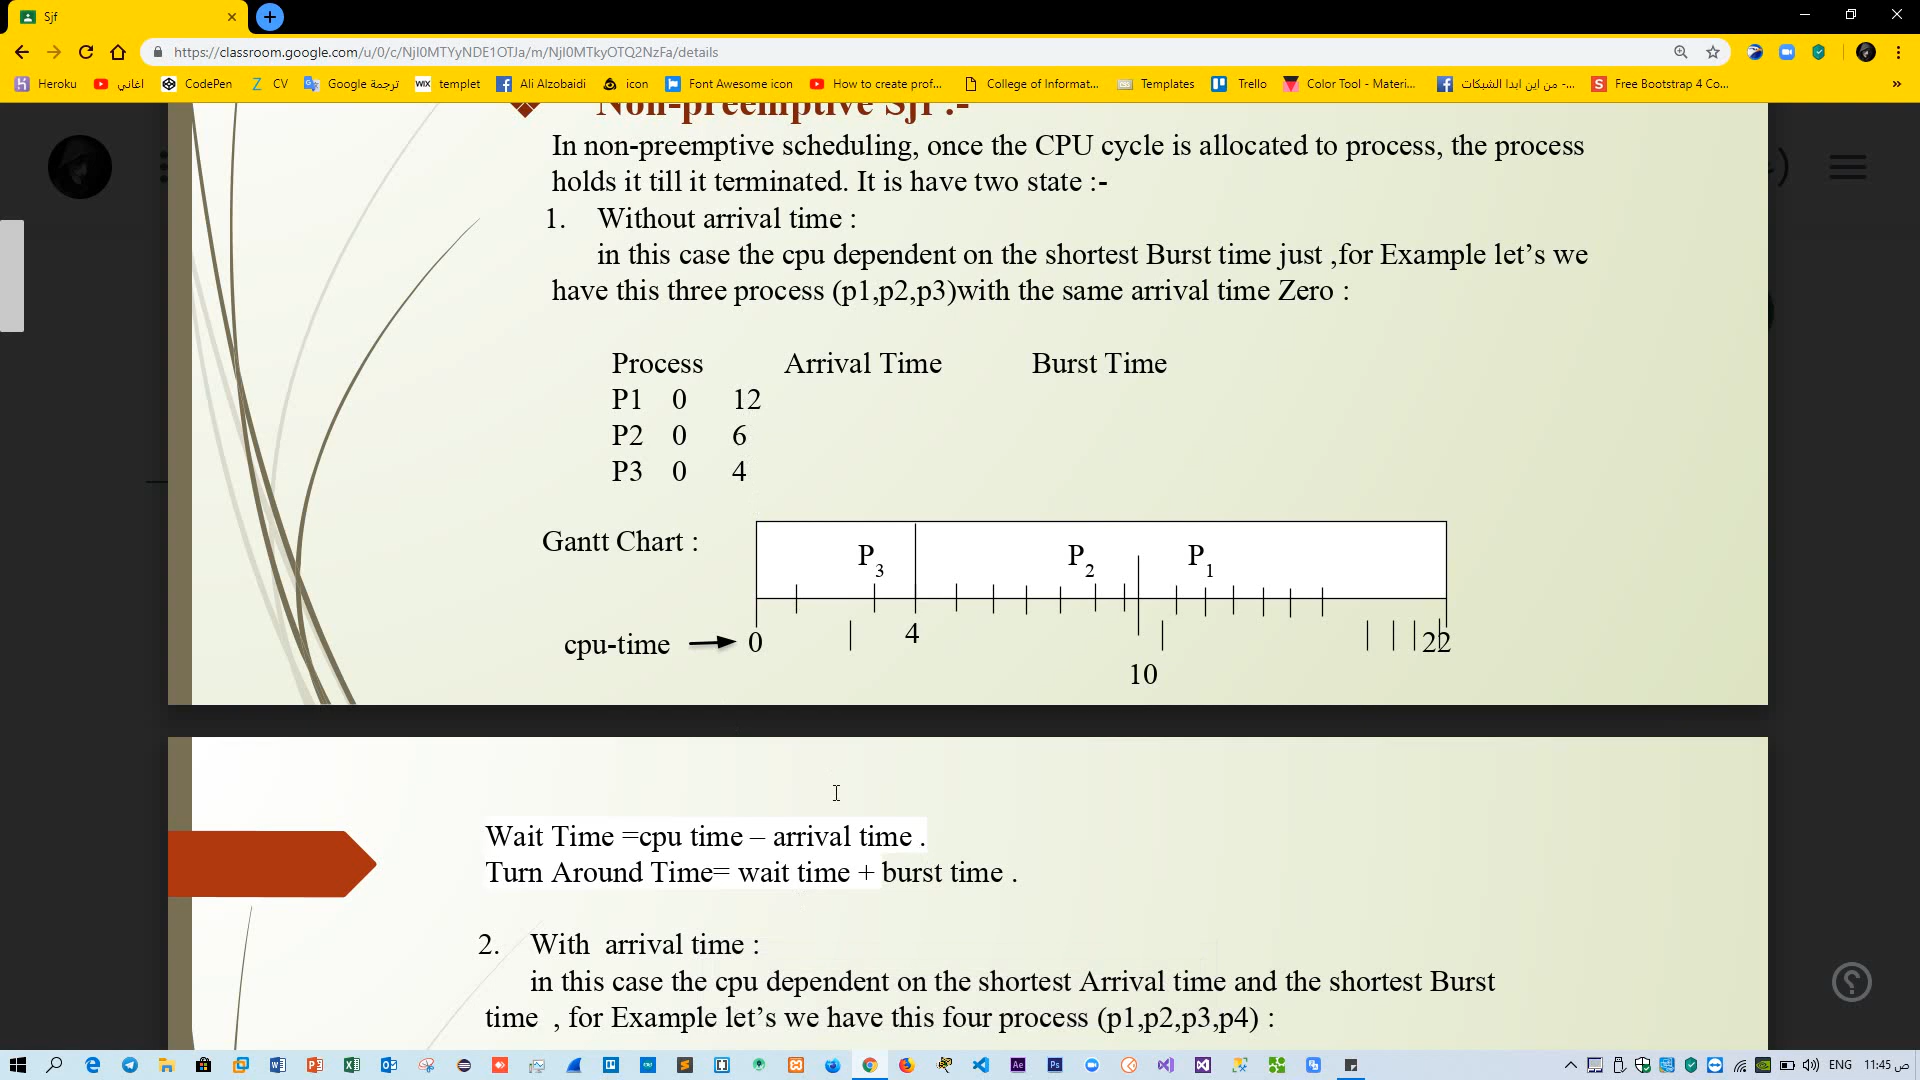 Sjf
https://classroom.google.com/u/0/c/NjI0MTYyNDE1OTJa/m/NjI0MTkyOTQ2NzFa/details
Heroku
اغاني
CodePen
CV
Google ترجمة
templet
Ali Alzobaidi
icon
Font Awesome icon
How to create prof...
College of Informat...
Templates
Trello
Color Tool - Materi...
من اين ابدا الشبكات -...
Free Bootstrap 4 Co...
Non-preemptive Sjf :-
In non-preemptive scheduling, once the CPU cycle is allocated to process, the process
holds it till it terminated. It is have two state :-
1. Without arrival time :
in this case the cpu dependent on the shortest Burst time just ,for Example let’s we
have this three process (p1,p2,p3)with the same arrival time Zero :
Process Arrival Time Burst Time
P1 0 12
P2 0 6
P3 0 4
Gantt Chart :
P3 P2 P1
cpu-time 0 4 10 22
Wait Time =cpu time – arrival time .
Turn Around Time= wait time + burst time .
2. With arrival time :
in this case the cpu dependent on the shortest Arrival time and the shortest Burst
time , for Example let’s we have this four process (p1,p2,p3,p4) :
ENG
11:45 ص